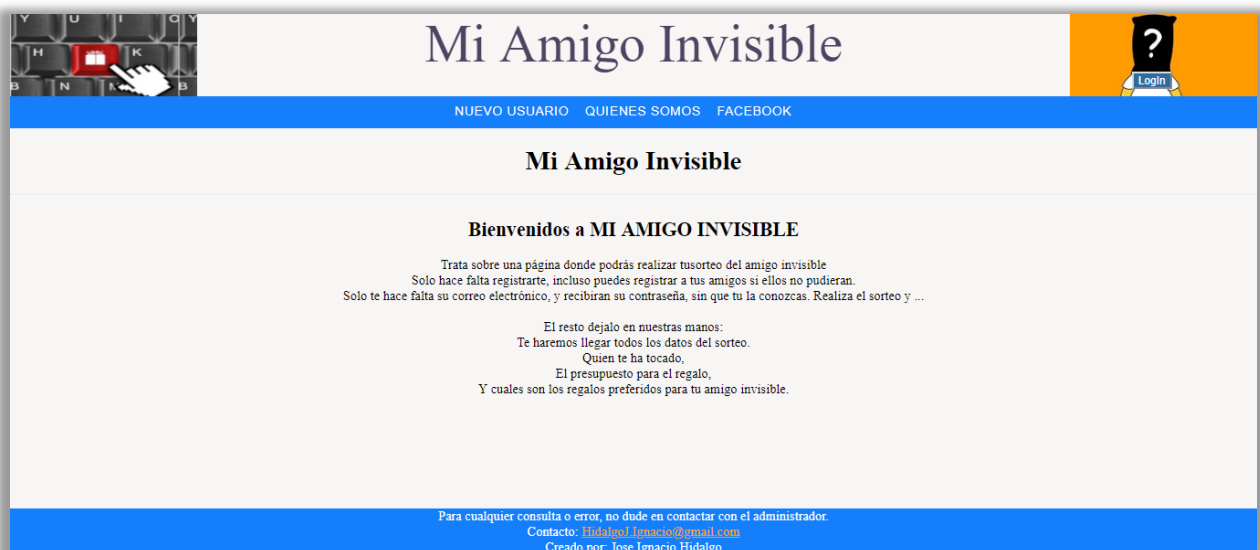 Y U I O Y
H K
B N M B
Mi Amigo Invisible
?
Login
NUEVO USUARIO QUIENES SOMOS FACEBOOK
Mi Amigo Invisible
Bienvenidos a MI AMIGO INVISIBLE
Trata sobre una página donde podrás realizar tusorteo del amigo invisible
Solo hace falta registrarte, incluso puedes registrar a tus amigos si ellos no pudieran.
Solo te hace falta su correo electrónico, y recibiran su contraseña, sin que tu la conozcas. Realiza el sorteo y ...
El resto dejalo en nuestras manos:
Te haremos llegar todos los datos del sorteo.
Quien te ha tocado,
El presupuesto para el regalo,
Y cuales son los regalos preferidos para tu amigo invisible.
Para cualquier consulta o error, no dude en contactar con el administrador.
Contacto: HidalgoJ.Ignacio@gmail.com
Creado por: Jose Ignacio Hidalgo